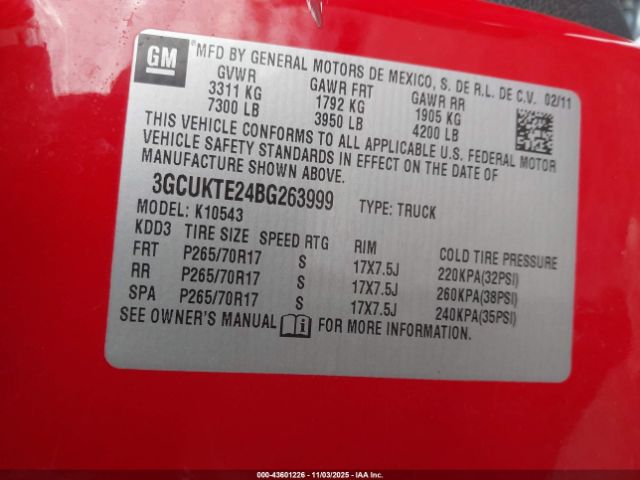 GM
MFD BY GENERAL MOTORS DE MEXICO, S. DE R.L. DE C.V. 02/11
GVWR GAWR FRT GAWR RR
3311 KG 1792 KG 1905 KG
7300 LB 3950 LB 4200 LB
THIS VEHICLE CONFORMS TO ALL APPLICABLE U.S. FEDERAL MOTOR
VEHICLE SAFETY STANDARDS IN EFFECT ON THE DATE OF
MANUFACTURE SHOWN ABOVE.
3GCUKTE24BG263999 TYPE: TRUCK
MODEL: K10543
KDD3 TIRE SIZE SPEED RTG RIM COLD TIRE PRESSURE
FRT P265/70R17 S 17X7.5J 220KPA(32PSI)
RR P265/70R17 S 17X7.5J 260KPA(38PSI)
SPA P265/70R17 S 17X7.5J 240KPA(35PSI)
SEE OWNER'S MANUAL FOR MORE INFORMATION.
000-43601226 - 11/03/2025 - IAA Inc.